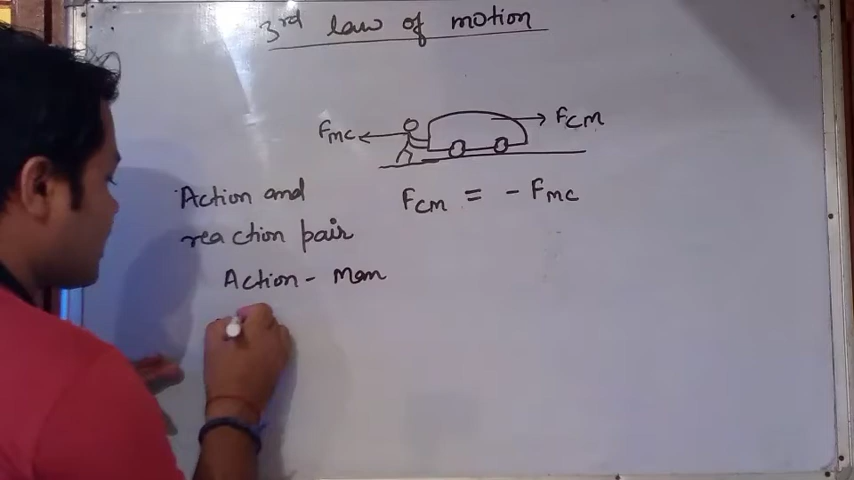 3rd law of motion
FMC
FCM
Action and
reaction pair
FCM = - FMC
Action - Man